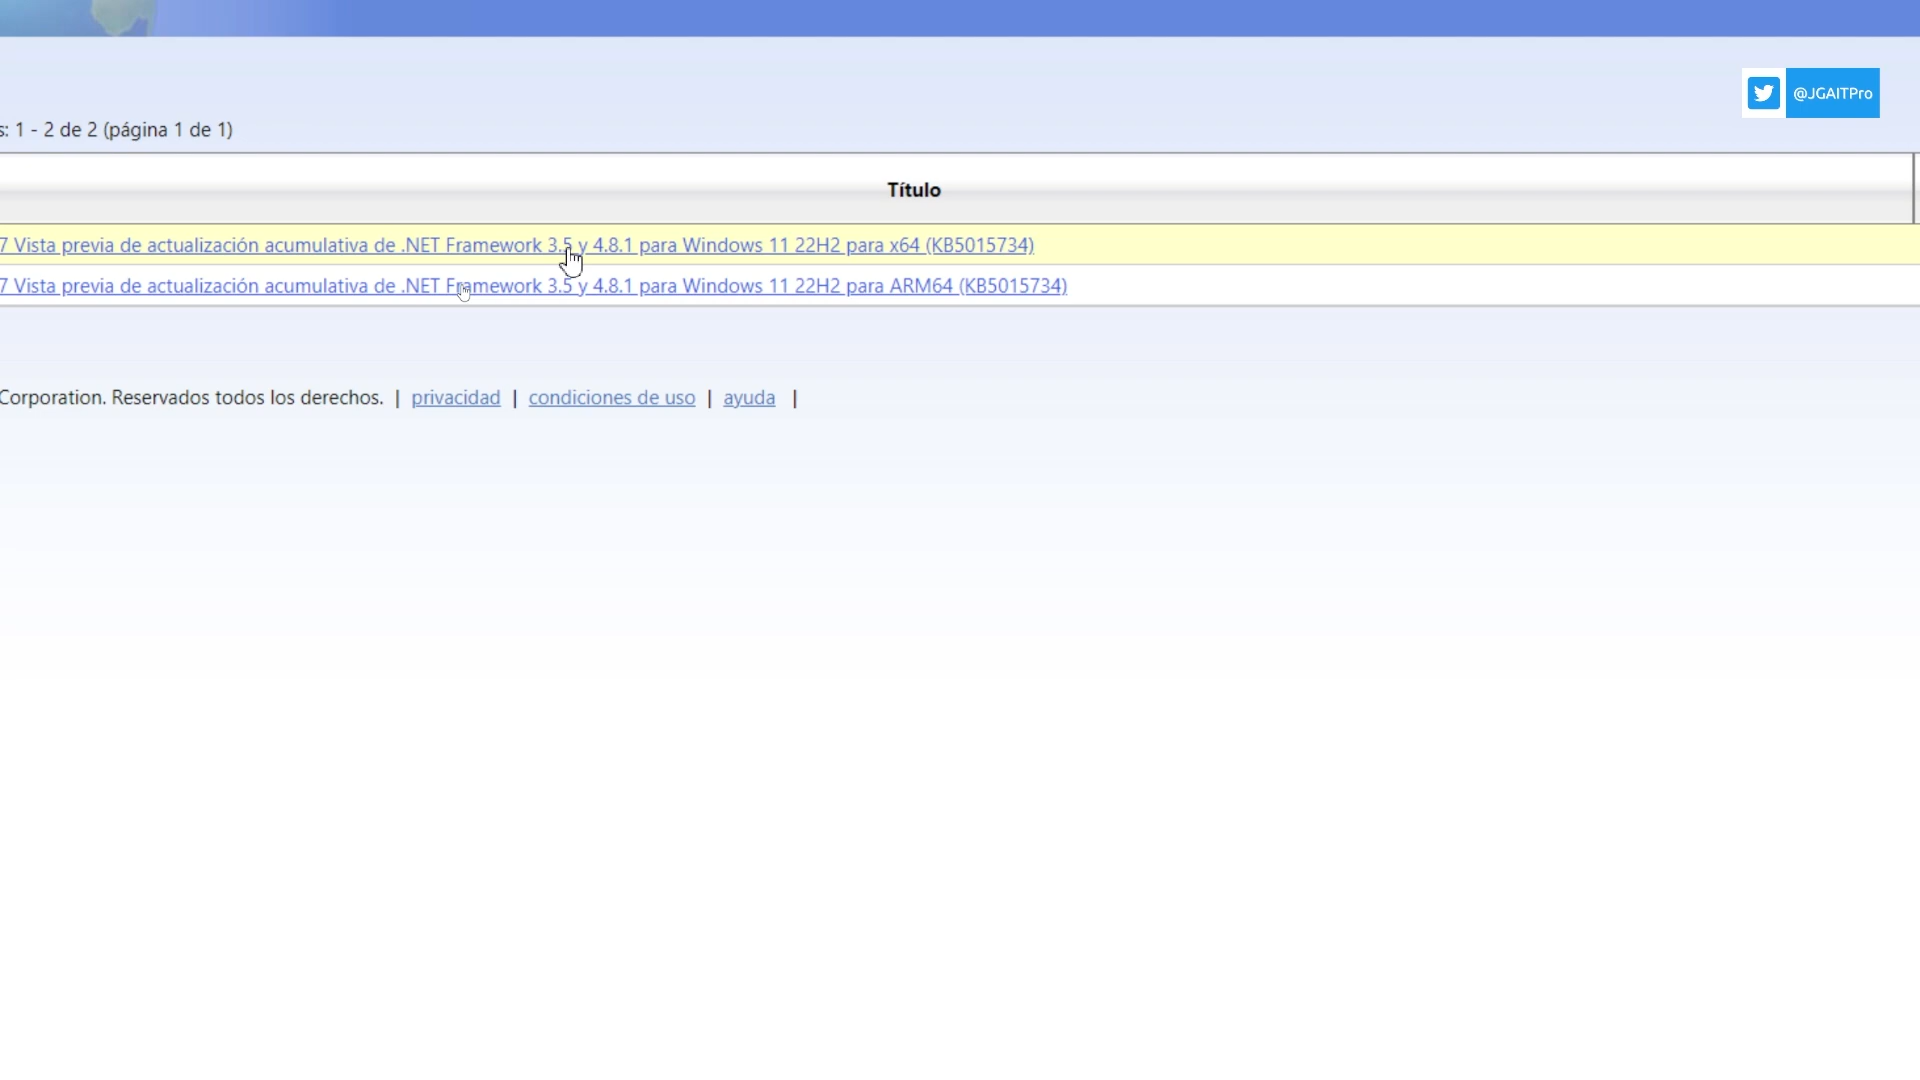 @JGAITPro
s: 1 - 2 de 2 (página 1 de 1)
Título
7 Vista previa de actualización acumulativa de .NET Framework 3.5 y 4.8.1 para Windows 11 22H2 para x64 (KB5015734)
7 Vista previa de actualización acumulativa de .NET Framework 3.5 y 4.8.1 para Windows 11 22H2 para ARM64 (KB5015734)
Corporation. Reservados todos los derechos. | privacidad | condiciones de uso | ayuda |